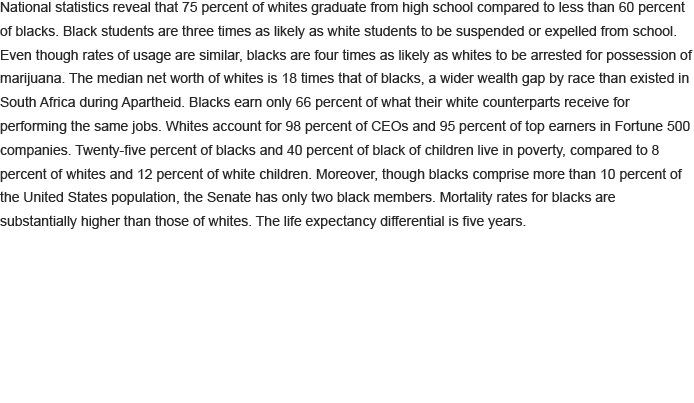 National statistics reveal that 75 percent of whites graduate from high school compared to less than 60 percent
of blacks. Black students are three times as likely as white students to be suspended or expelled from school.
Even though rates of usage are similar, blacks are four times as likely as whites to be arrested for possession of
marijuana. The median net worth of whites is 18 times that of blacks, a wider wealth gap by race than existed in
South Africa during Apartheid. Blacks earn only 66 percent of what their white counterparts receive for
performing the same jobs. Whites account for 98 percent of CEOs and 95 percent of top earners in Fortune 500
companies. Twenty-five percent of blacks and 40 percent of black of children live in poverty, compared to 8
percent of whites and 12 percent of white children. Moreover, though blacks comprise more than 10 percent of
the United States population, the Senate has only two black members. Mortality rates for blacks are
substantially higher than those of whites. The life expectancy differential is five years.